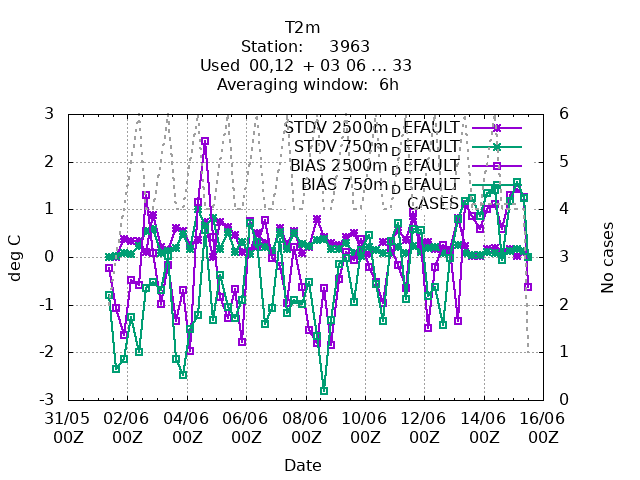 T2m
Station: 3963
Used 00,12 + 03 06 ... 33
Averaging window: 6h
3
2
1
0
-1
-2
-3
deg C
6
5
4
3
2
1
0
No cases
STDV 2500m_DEFAULT
STDV 750m_DEFAULT
BIAS 2500m_DEFAULT
BIAS 750m_DEFAULT
CASES
31/05 02/06 04/06 06/06 08/06 10/06 12/06 14/06 16/06
00Z 00Z 00Z 00Z 00Z 00Z 00Z 00Z 00Z
Date